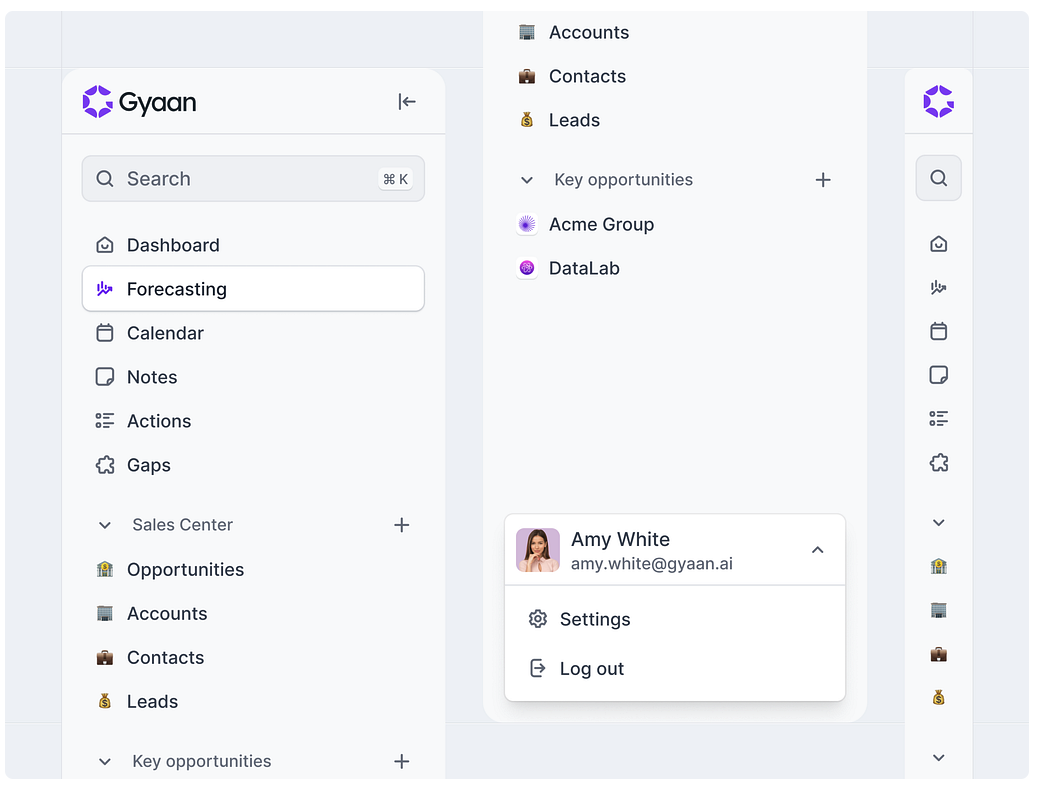 Gyaan
Search
⌘ K
Dashboard
Forecasting
Calendar
Notes
Actions
Gaps
Sales Center
Opportunities
Accounts
Contacts
Leads
Key opportunities
Accounts
Contacts
Leads
Key opportunities
Acme Group
DataLab
Amy White
amy.white@gyaan.ai
Settings
Log out